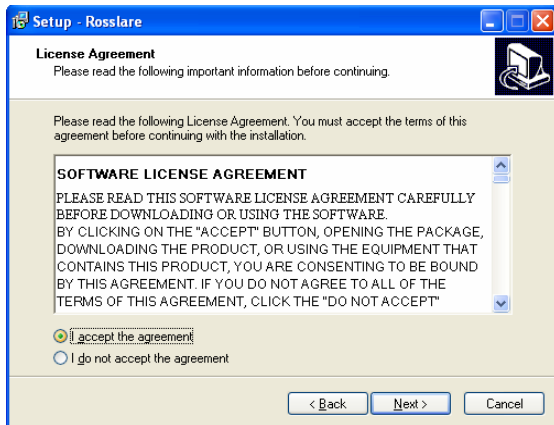 Setup - Rosslare
License Agreement
Please read the following important information before continuing.
Please read the following License Agreement. You must accept the terms of this
agreement before continuing with the installation.
SOFTWARE LICENSE AGREEMENT
PLEASE READ THIS SOFTWARE LICENSE AGREEMENT CAREFULLY
BEFORE DOWNLOADING OR USING THE SOFTWARE.
BY CLICKING ON THE "ACCEPT" BUTTON, OPENING THE PACKAGE,
DOWNLOADING THE PRODUCT, OR USING THE EQUIPMENT THAT
CONTAINS THIS PRODUCT, YOU ARE CONSENTING TO BE BOUND
BY THIS AGREEMENT. IF YOU DO NOT AGREE TO ALL OF THE
TERMS OF THIS AGREEMENT, CLICK THE "DO NOT ACCEPT"
I accept the agreement
I do not accept the agreement
< Back Next > Cancel